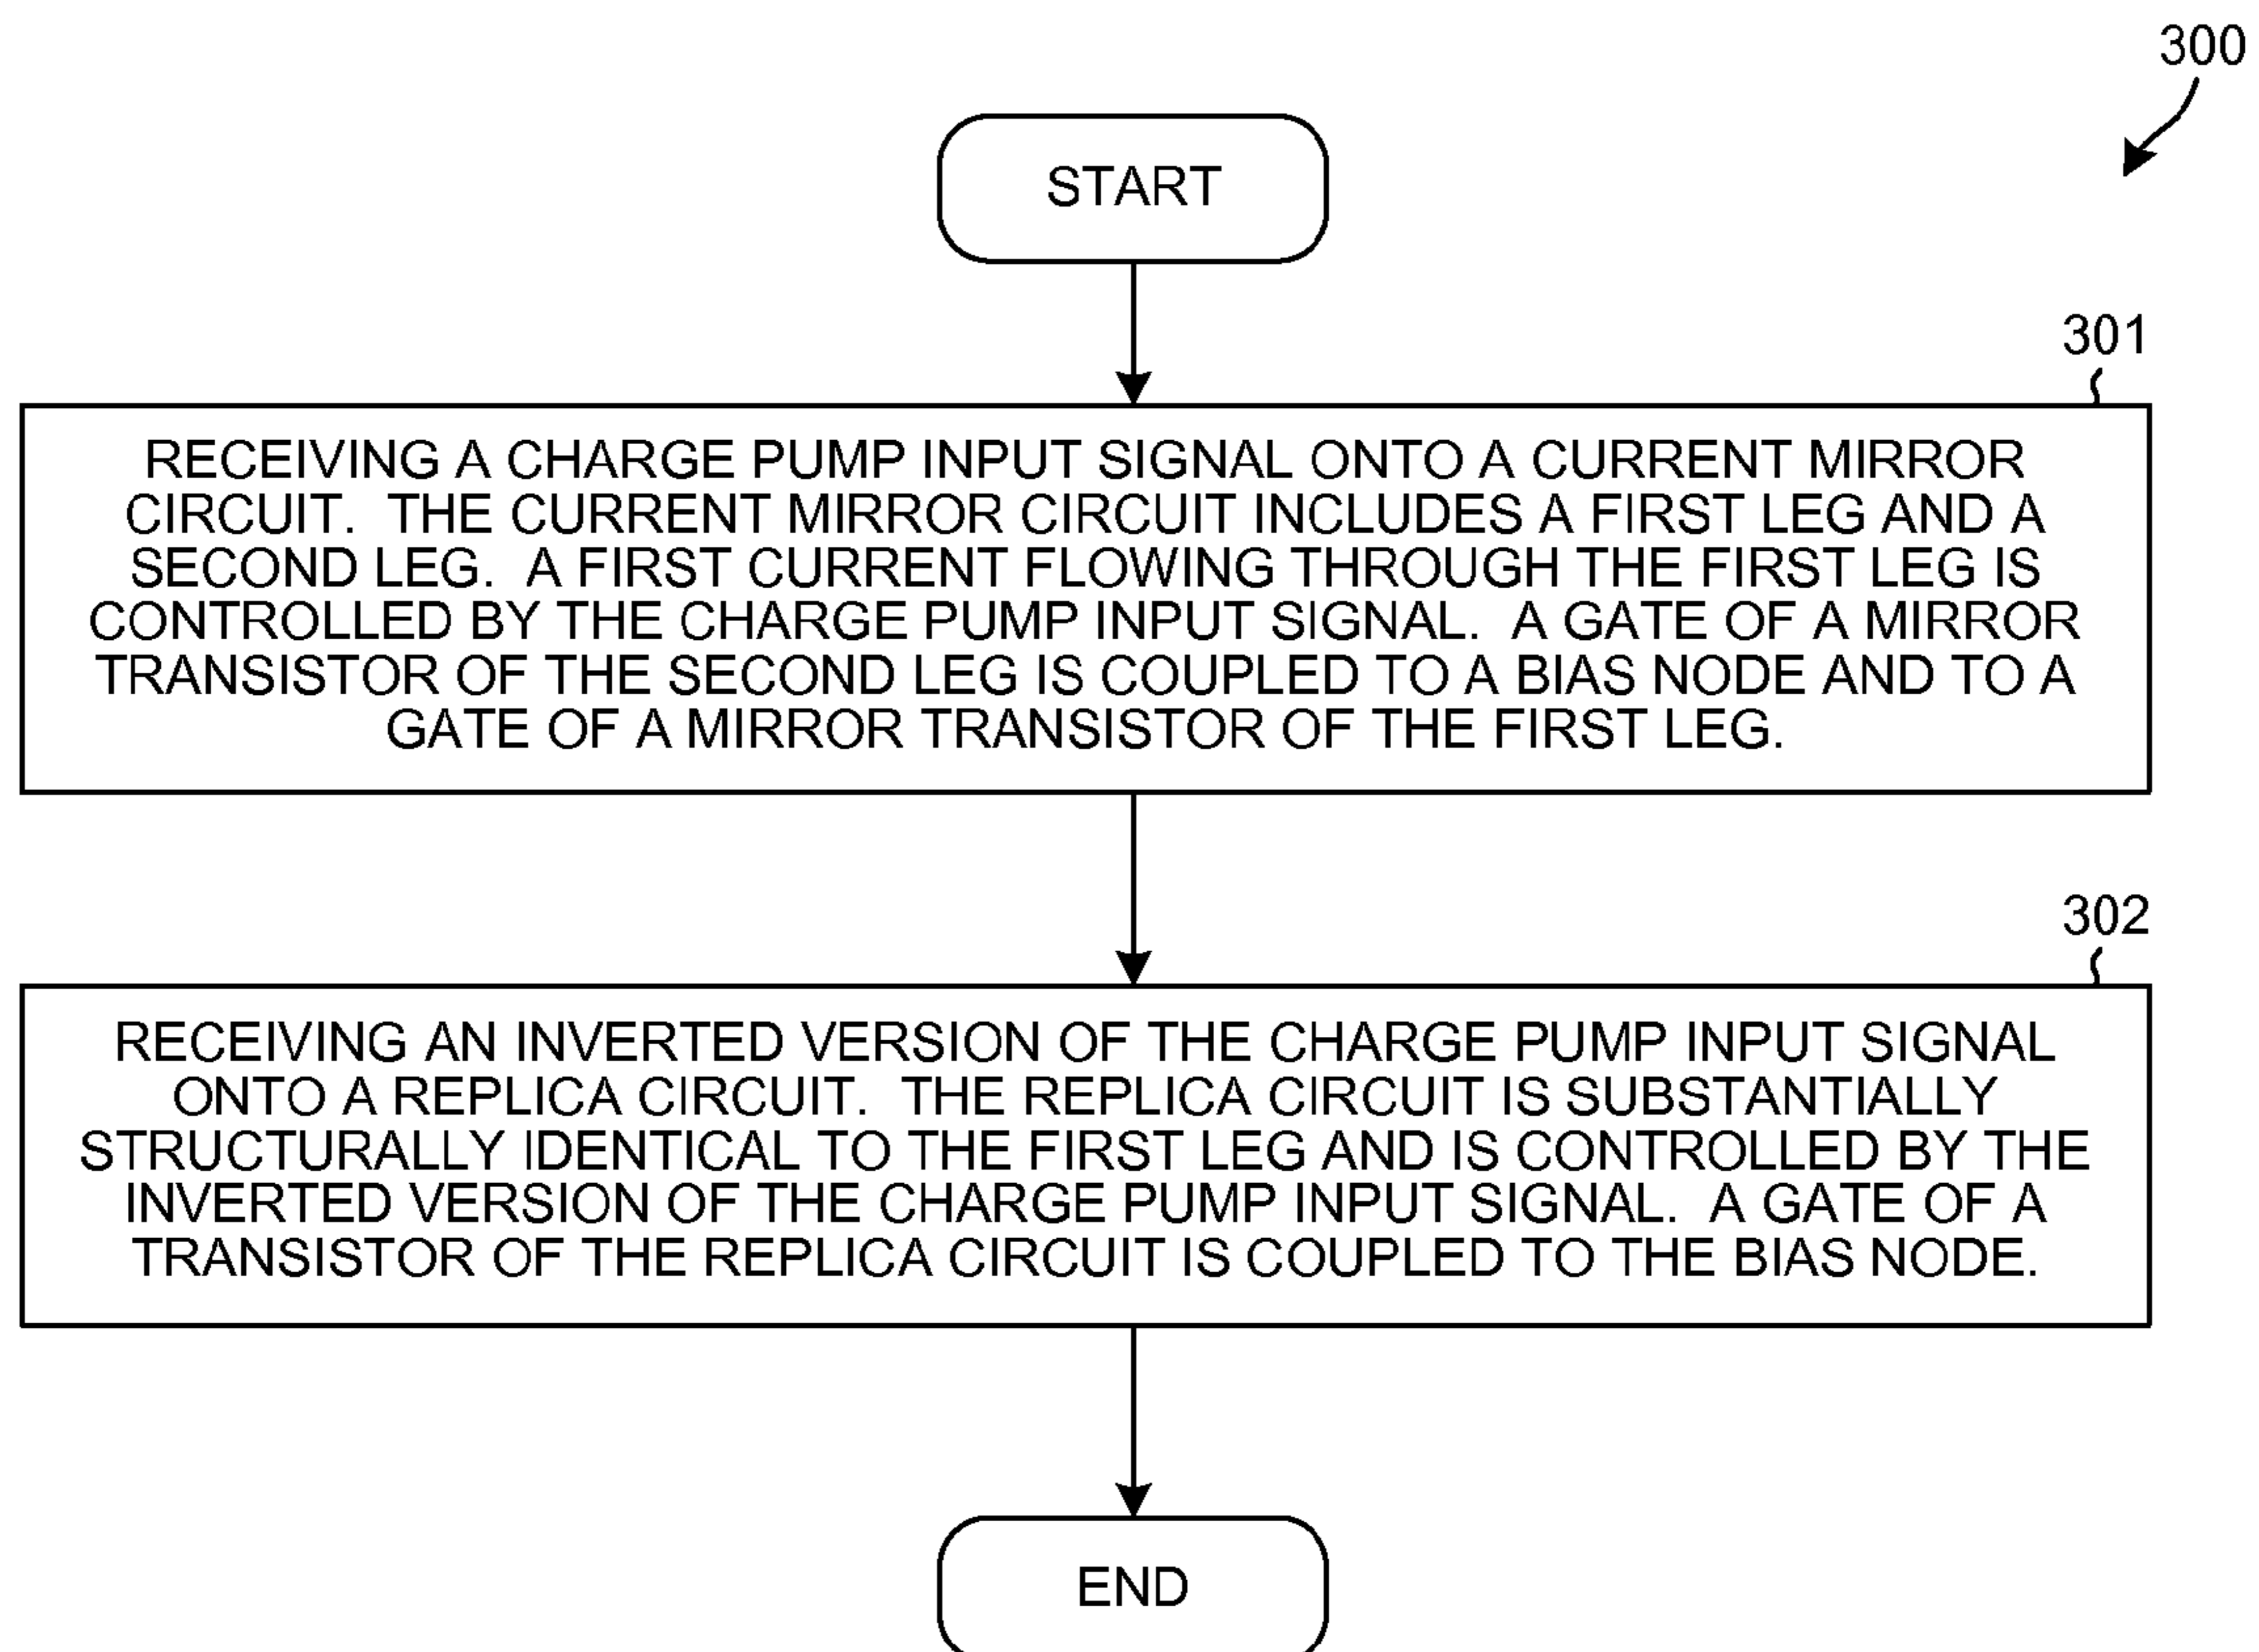 300
START
301
RECEIVING A CHARGE PUMP INPUT SIGNAL ONTO A CURRENT MIRROR
CIRCUIT. THE CURRENT MIRROR CIRCUIT INCLUDES A FIRST LEG AND A
SECOND LEG. A FIRST CURRENT FLOWING THROUGH THE FIRST LEG IS
CONTROLLED BY THE CHARGE PUMP INPUT SIGNAL. A GATE OF A MIRROR
TRANSISTOR OF THE SECOND LEG IS COUPLED TO A BIAS NODE AND TO A
GATE OF A MIRROR TRANSISTOR OF THE FIRST LEG.
302
RECEIVING AN INVERTED VERSION OF THE CHARGE PUMP INPUT SIGNAL
ONTO A REPLICA CIRCUIT. THE REPLICA CIRCUIT IS SUBSTANTIALLY
STRUCTURALLY IDENTICAL TO THE FIRST LEG AND IS CONTROLLED BY THE
INVERTED VERSION OF THE CHARGE PUMP INPUT SIGNAL. A GATE OF A
TRANSISTOR OF THE REPLICA CIRCUIT IS COUPLED TO THE BIAS NODE.
END